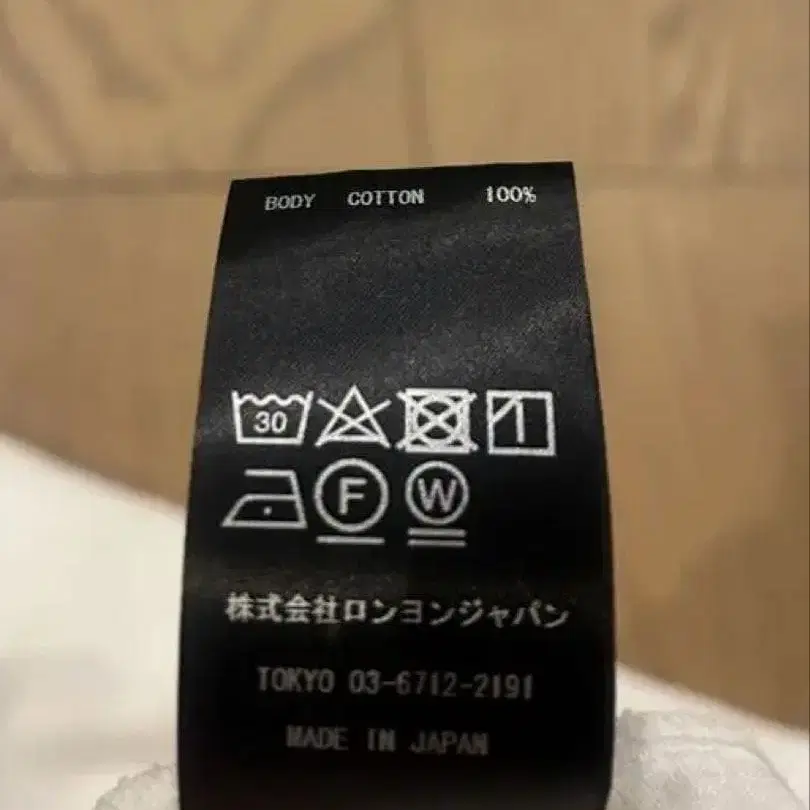 BODY COTTON 100%
30
F W
株式会社ロンヨンジャパン
TOKYO 03-6712-2191
MADE IN JAPAN